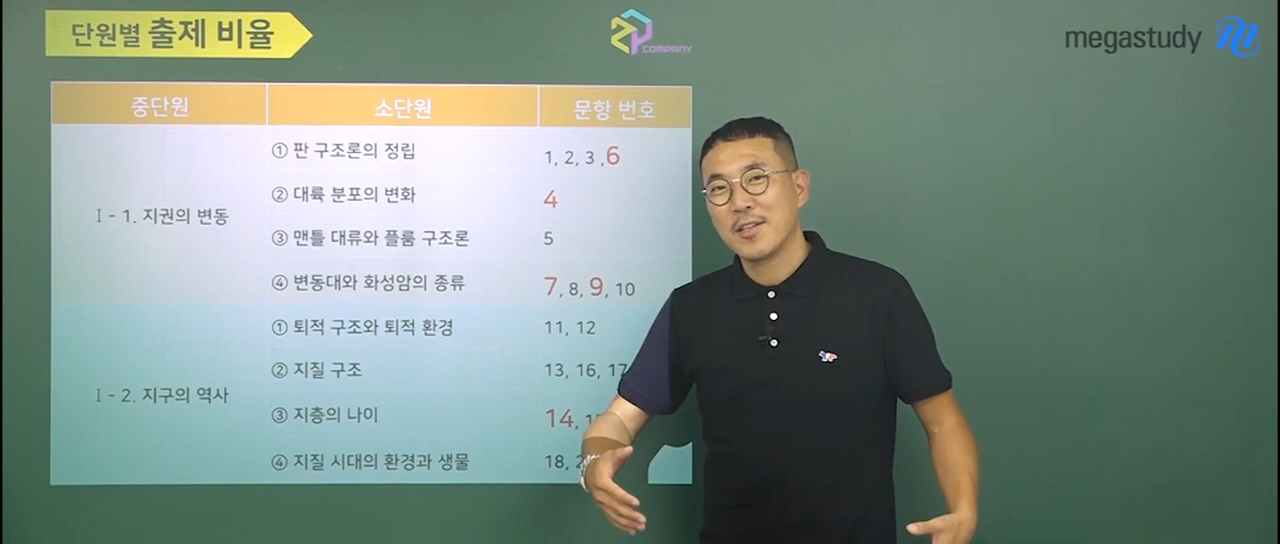 단원별 출제 비율
2P COMPANY
megastudy
중단원 소단원 문항 번호
Ⅰ- 1. 지권의 변동
① 판 구조론의 정립 1, 2, 3 ,6
② 대륙 분포의 변화 4
③ 맨틀 대류와 플룸 구조론 5
④ 변동대와 화성암의 종류 7, 8, 9, 10
Ⅰ- 2. 지구의 역사
① 퇴적 구조와 퇴적 환경 11, 12
② 지질 구조 13, 16, 17
③ 지층의 나이 14,
④ 지질 시대의 환경과 생물 18,